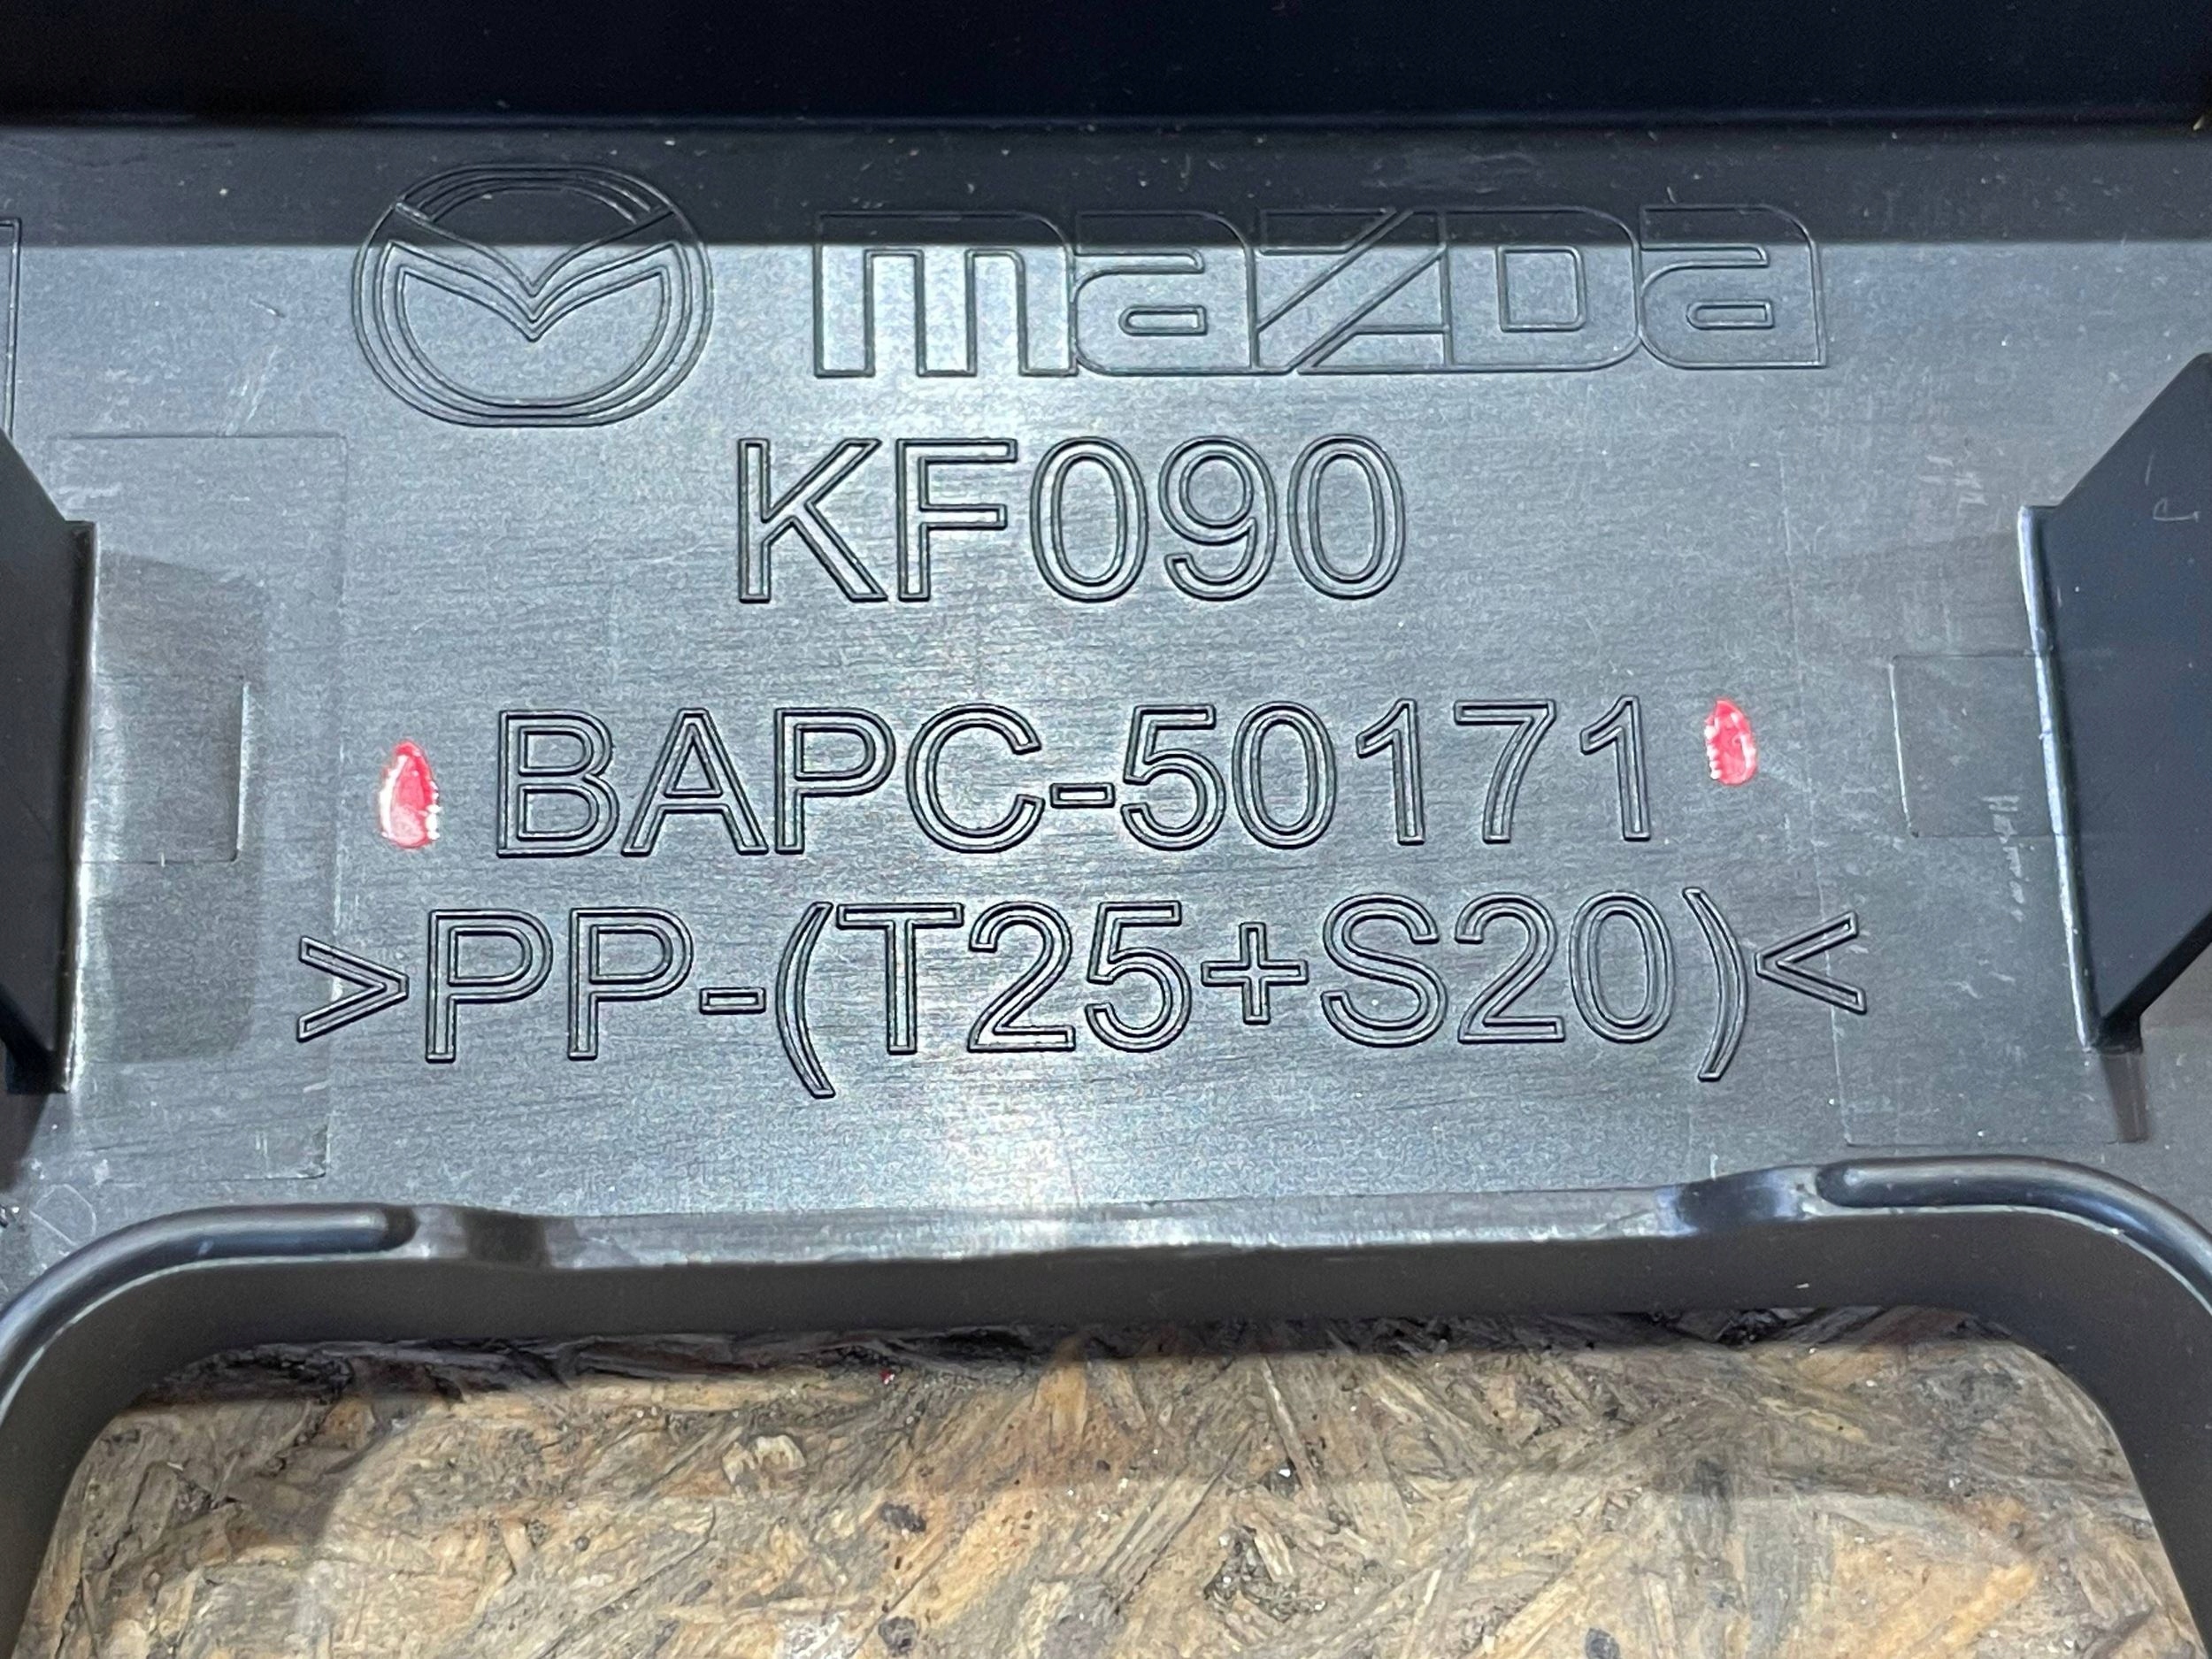 mazda
KF090
BAPC-50171
>PP-(T25+S20)<